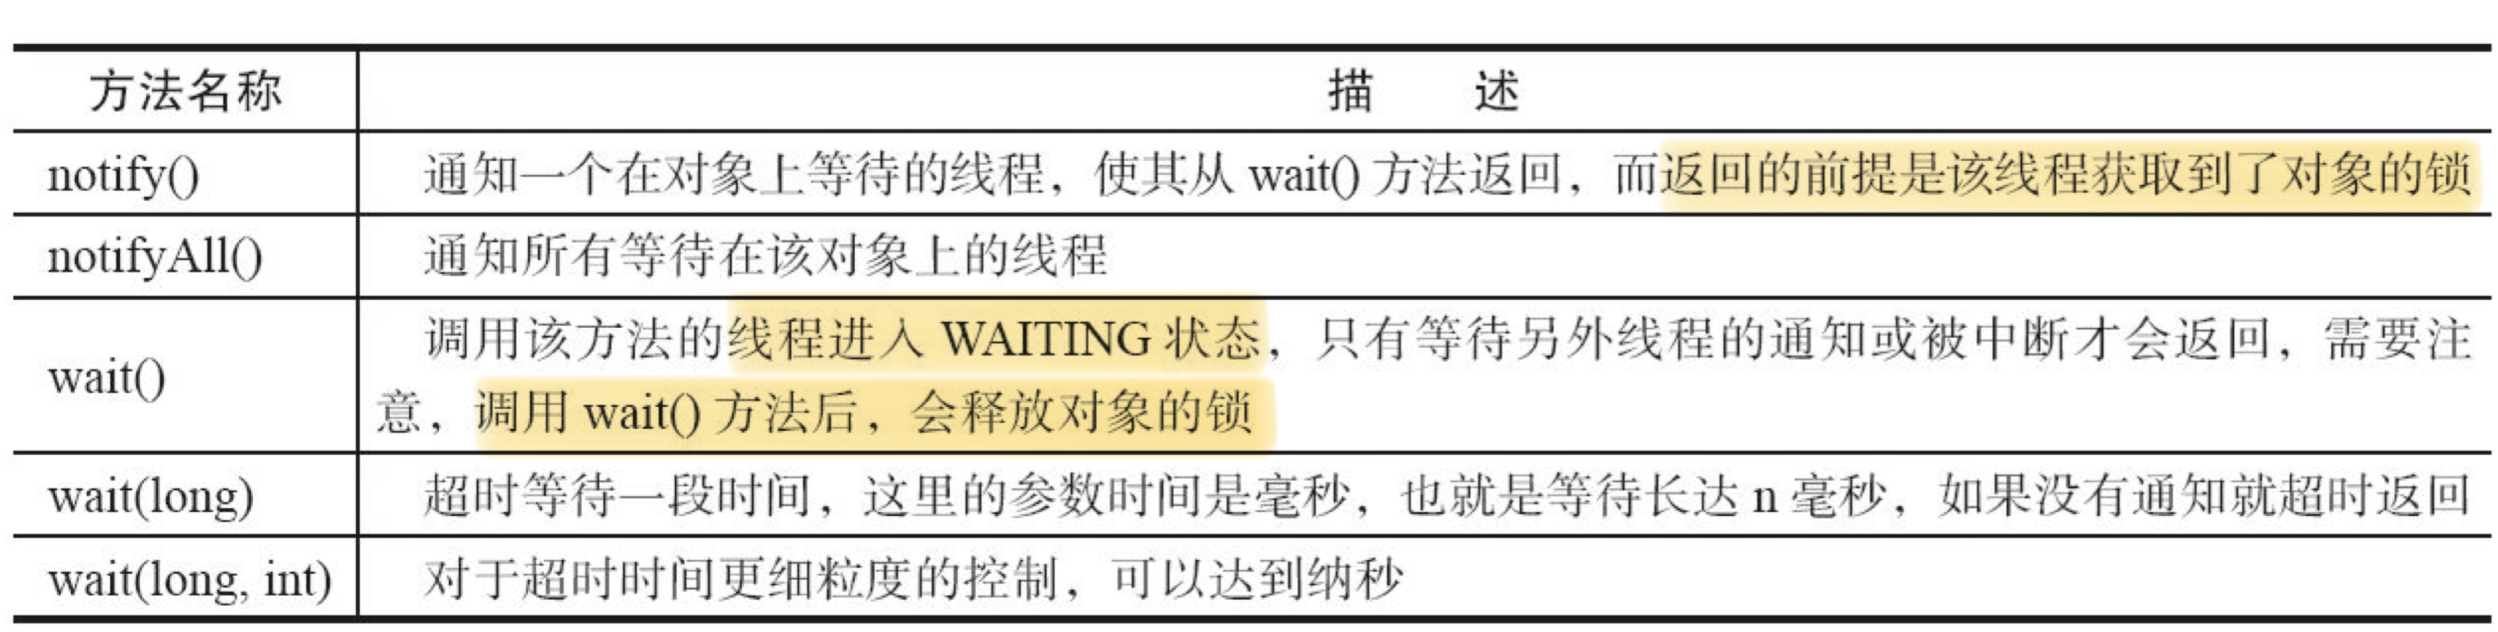 方法名称 描 述
notify() 通知一个在对象上等待的线程，使其从 wait() 方法返回，而返回的前提是该线程获取到了对象的锁
notifyAll() 通知所有等待在该对象上的线程
wait() 调用该方法的线程进入 WAITING 状态，只有等待另外线程的通知或被中断才会返回，需要注
意，调用 wait() 方法后，会释放对象的锁
wait(long) 超时等待一段时间，这里的参数时间是毫秒，也就是等待长达 n 毫秒，如果没有通知就超时返回
wait(long, int) 对于超时时间更细粒度的控制，可以达到纳秒